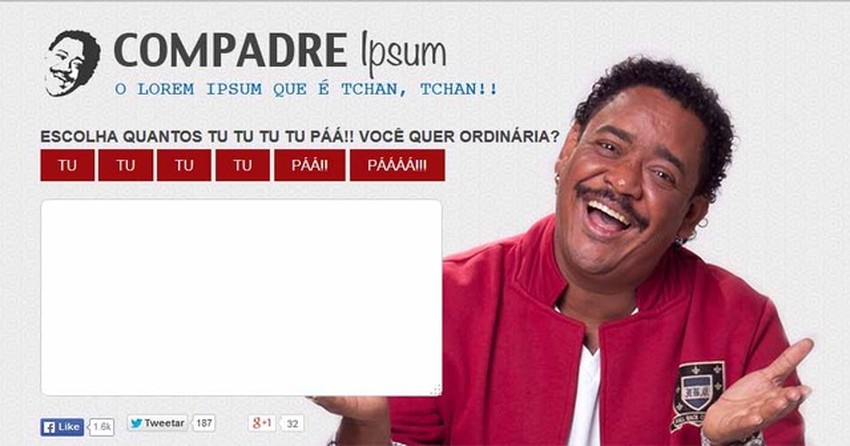 COMPADRE Ipsum
O LOREM IPSUM QUE É TCHAN, TCHAN!!
ESCOLHA QUANTOS TU TU TU TU PÁÁ!! VOCÊ QUER ORDINÁRIA?
TU TU TU TU PÁÁ!! PÁÁÁÁ!!!
Like 1.6k Tweetar 187 +1 32